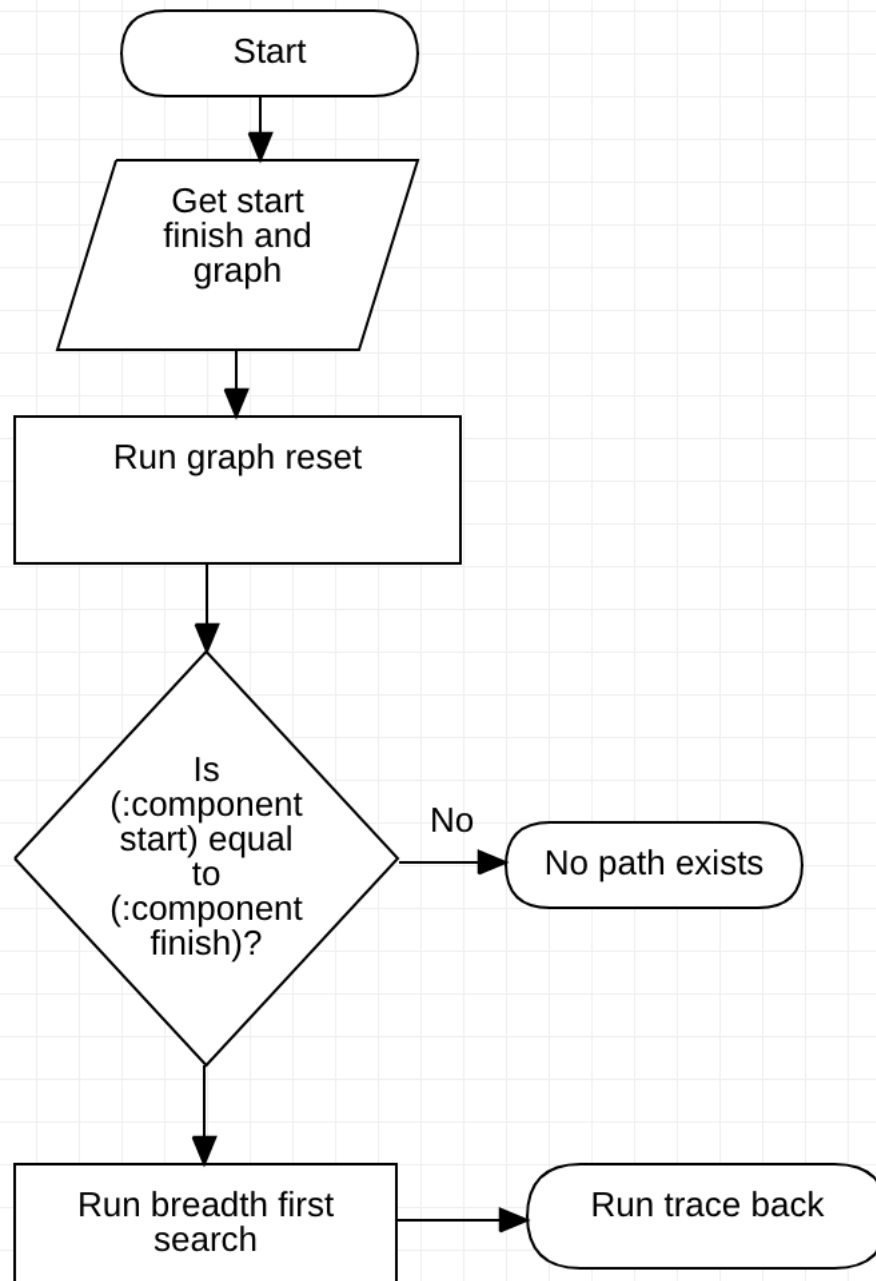 Start
Get start
finish and
graph
Run graph reset
Is
(:component
start) equal
to
(:component
finish)?
No
No path exists
Run breadth first
search
Run trace back